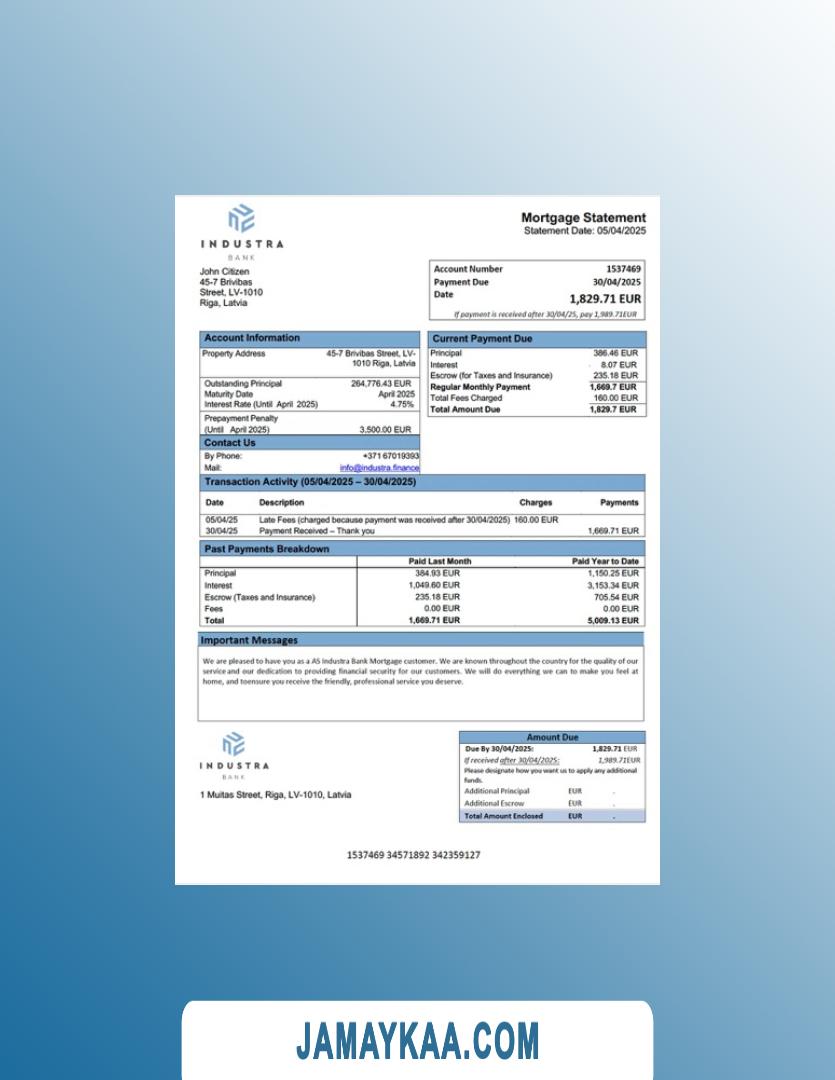 INDUSTRA
BANK
Mortgage Statement
Statement Date: 05/04/2025
John Citizen
45-7 Brivibas
Street, LV-1010
Riga, Latvia
Account Number 1537469
Payment Due 30/04/2025
Date 1,829.71 EUR
If payment is received after 30/04/25, pay 1,989.71EUR
Account Information
Property Address 45-7 Brivibas Street, LV-
1010 Riga, Latvia
Outstanding Principal 264,776.43 EUR
Maturity Date April 2025
Interest Rate (Until April 2025) 4.75%
Prepayment Penalty
(Until April 2025) 3,500.00 EUR
Contact Us
By Phone: +371 67019393
Mail: info@industra.finance
Current Payment Due
Principal 386.46 EUR
Interest 8.07 EUR
Escrow (for Taxes and Insurance) 235.18 EUR
Regular Monthly Payment 1,669.7 EUR
Total Fees Charged 160.00 EUR
Total Amount Due 1,829.7 EUR
Transaction Activity (05/04/2025 – 30/04/2025)
Date Description Charges Payments
05/04/25 Late Fees (charged because payment was received after 30/04/2025) 160.00 EUR
30/04/25 Payment Received – Thank you 1,669.71 EUR
Past Payments Breakdown
Paid Last Month Paid Year to Date
Principal 384.93 EUR 1,150.25 EUR
Interest 1,049.60 EUR 3,153.34 EUR
Escrow (Taxes and Insurance) 235.18 EUR 705.54 EUR
Fees 0.00 EUR 0.00 EUR
Total 1,669.71 EUR 5,009.13 EUR
Important Messages
We are pleased to have you as a AS Industra Bank Mortgage customer. We are known throughout the country for the quality of our
service and our dedication to providing financial security for our customers. We will do everything we can to make you feel at
home, and toensure you receive the friendly, professional service you deserve.
INDUSTRA
BANK
1 Muitas Street, Riga, LV-1010, Latvia
Amount Due
Due By 30/04/2025: 1,829.71 EUR
If received after 30/04/2025: 1,989.71EUR
Please designate how you want us to apply any additional
funds.
Additional Principal EUR .
Additional Escrow EUR .
Total Amount Enclosed EUR .
1537469 34571892 342359127
JAMAYKAA.COM